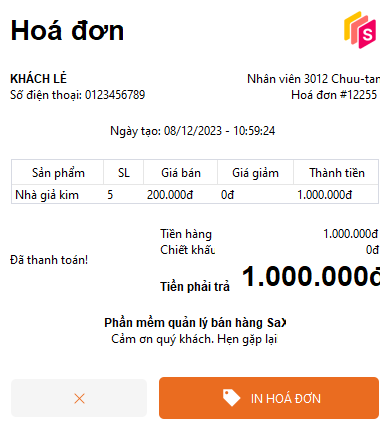 Hoá đơn
S
KHÁCH LẺ
Nhân viên 3012 Chuu-tan
Số điện thoại: 0123456789
Hoá đơn #12255
Ngày tạo: 08/12/2023 - 10:59:24
Sản phẩm SL Giá bán Giá giảm Thành tiền
Nhà giả kim 5 200.000đ 0đ 1.000.000đ
Tiền hàng 1.000.000đ
Chiết khấu 0đ
Đã thanh toán!
Tiền phải trả 1.000.000đ
Phần mềm quản lý bán hàng SaX
Cảm ơn quý khách. Hẹn gặp lại
IN HOÁ ĐƠN